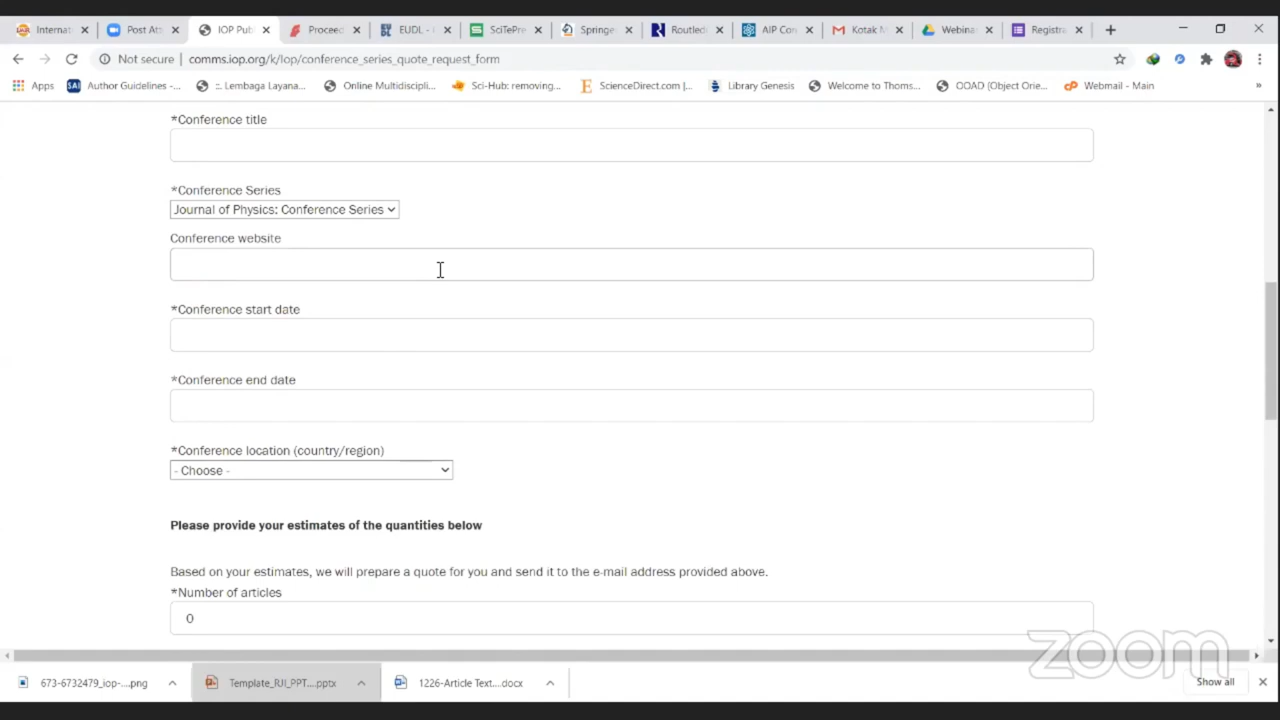 Internat
Post Att
IOP Pub
Proceed
EUDL -
SciTePre
Springe
Routled
AIP Con
Kotak M
Webina
Registra
Not secure
comms.iop.org/k/Iop/conference_series_quote_request_form
Apps
SAI
Author Guidelines -...
:: Lembaga Layana...
Online Multidiscipli...
Sci-Hub: removing...
E
ScienceDirect.com |...
Library Genesis
Welcome to Thoms...
OOAD (Object Orie...
cP
Webmail - Main
»
*Conference title
*Conference Series
Journal of Physics: Conference Series
Conference website
*Conference start date
*Conference end date
*Conference location (country/region)
- Choose -
Please provide your estimates of the quantities below
Based on your estimates, we will prepare a quote for you and send it to the e-mail address provided above.
*Number of articles
0
zoom
673-6732479_iop-....png
Template_RJI_PPT....pptx
1226-Article Text....docx
Show all